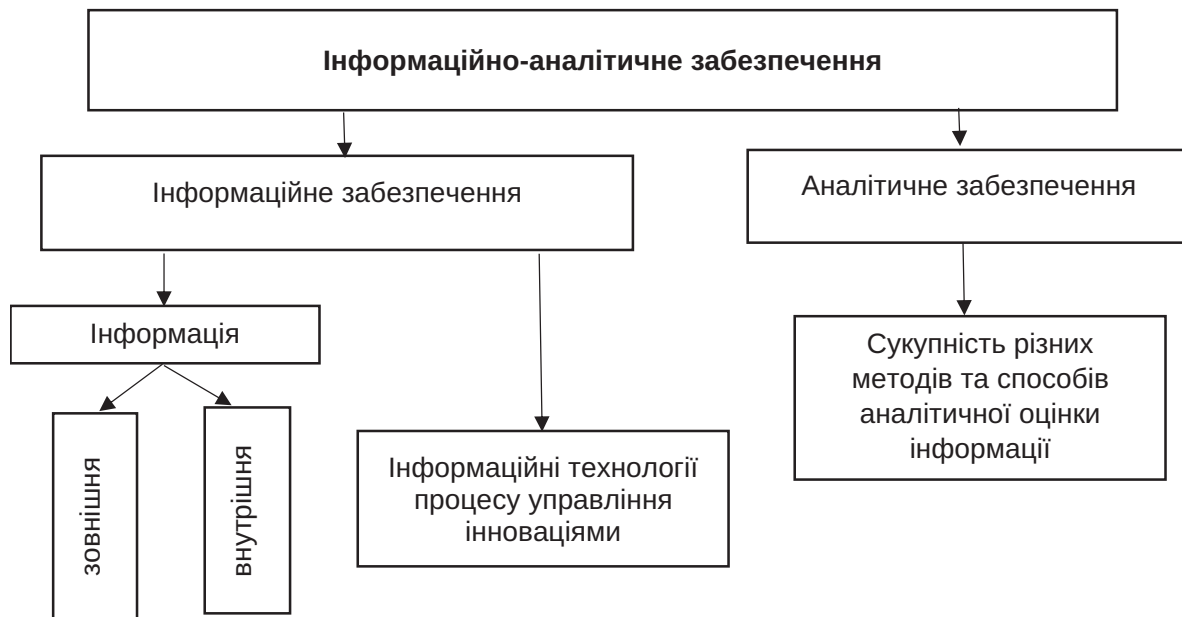 Інформаційно-аналітичне забезпечення
Інформаційне забезпечення
Аналітичне забезпечення
Інформація
зовнішня
внутрішня
Інформаційні технології
процесу управління
інноваціями
Сукупність різних
методів та способів
аналітичної оцінки
інформації